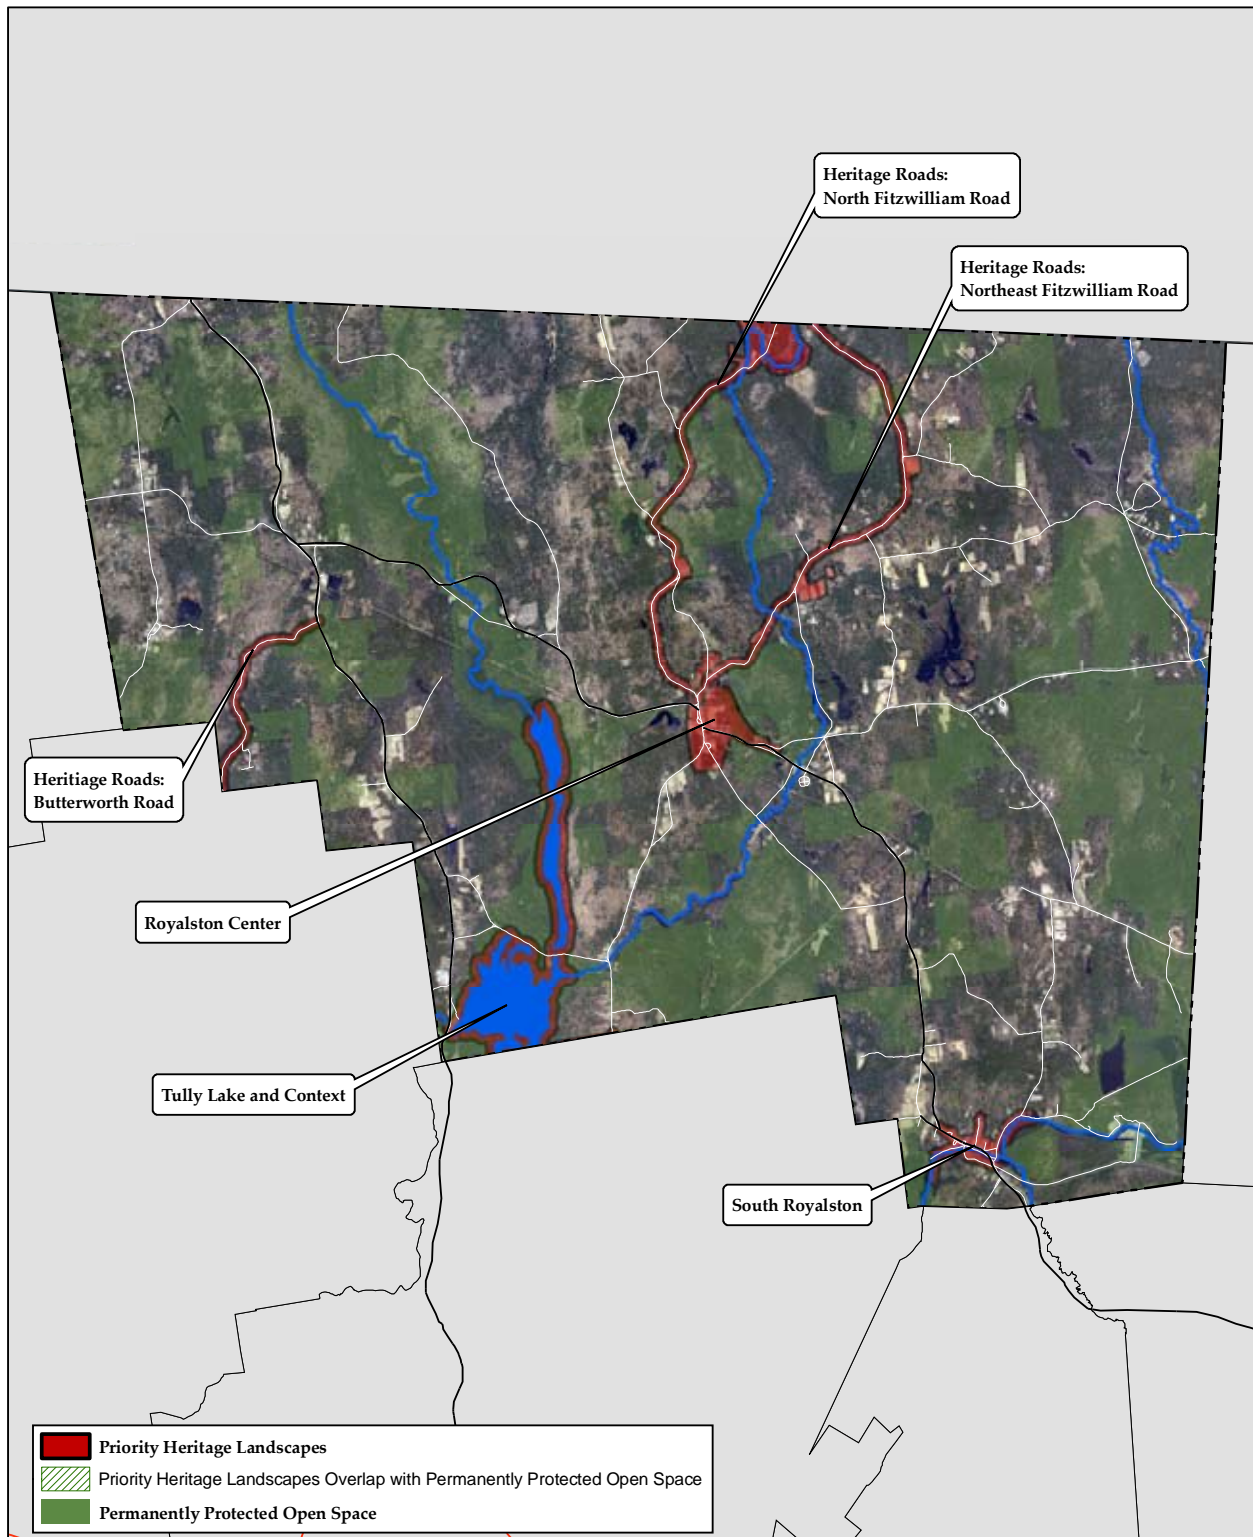 Heritage Roads:
North Fitzwilliam Road
Heritage Roads:
Northeast Fitzwilliam Road
Heritiage Roads:
Butterworth Road
Royalston Center
Tully Lake and Context
South Royalston
Priority Heritage Landscapes
Priority Heritage Landscapes Overlap with Permanently Protected Open Space
Permanently Protected Open Space